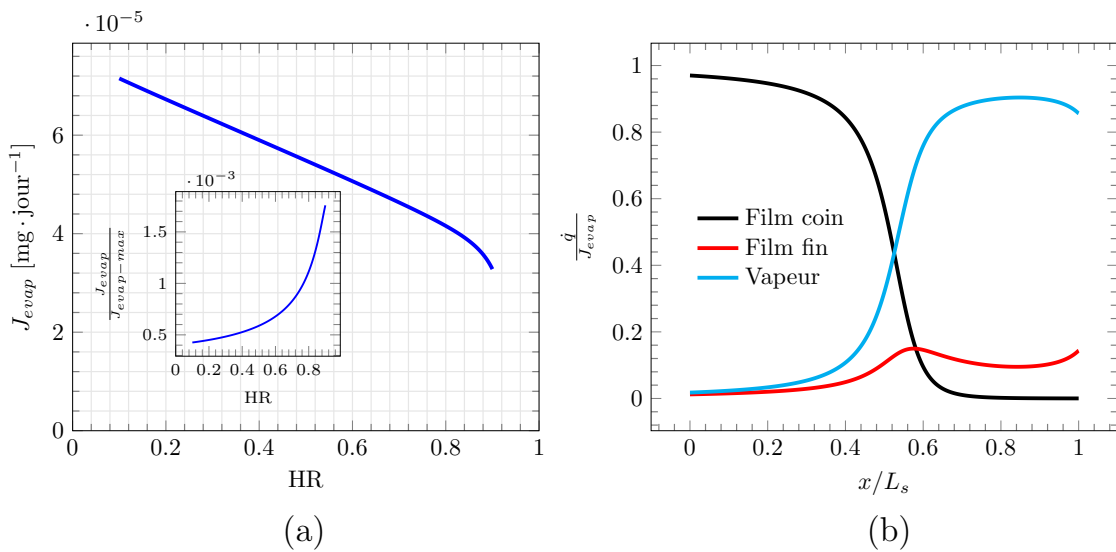 · 10⁻⁵
J_evap [mg · jour⁻¹]
6
4
2
0
0 0.2 0.4 0.6 0.8 1
HR
· 10⁻³
J_evap / J_evap−max
1.5
1
0.5
0 0.2 0.4 0.6 0.8
HR
(a)
q̇ / J_evap
1
0.8
0.6
0.4
0.2
0
Film coin
Film fin
Vapeur
0 0.2 0.4 0.6 0.8 1
x/L_s
(b)